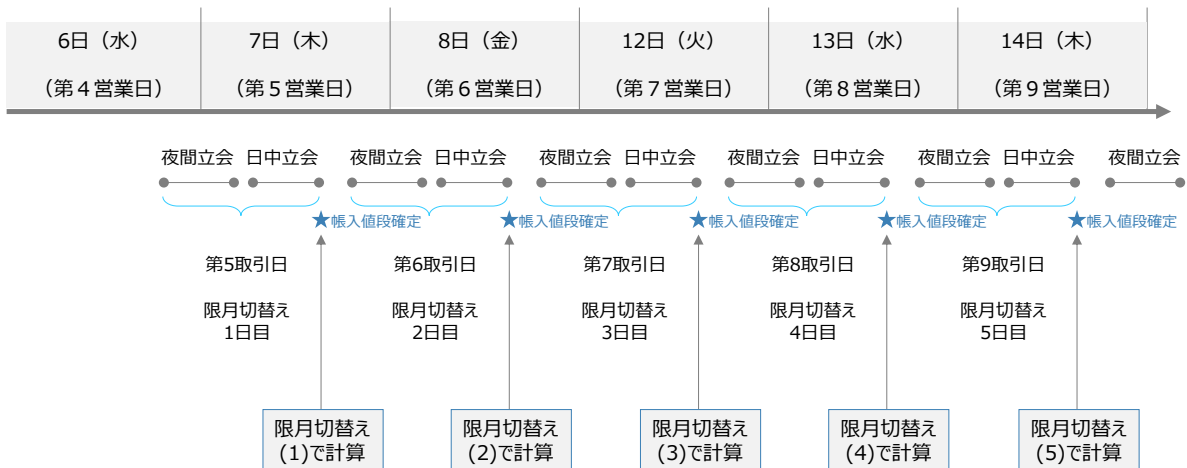 6日（水） 7日（木） 8日（金） 12日（火） 13日（水） 14日（木）
（第４営業日） （第５営業日） （第６営業日） （第７営業日） （第８営業日） （第９営業日）
夜間立会 日中立会 夜間立会 日中立会 夜間立会 日中立会 夜間立会 日中立会 夜間立会 日中立会 夜間立会
★帳入値段確定 ★帳入値段確定 ★帳入値段確定 ★帳入値段確定 ★帳入値段確定
第5取引日 第6取引日 第7取引日 第8取引日 第9取引日
限月切替え 限月切替え 限月切替え 限月切替え 限月切替え
1日目 2日目 3日目 4日目 5日目
限月切替え 限月切替え 限月切替え 限月切替え 限月切替え
(1)で計算 (2)で計算 (3)で計算 (4)で計算 (5)で計算